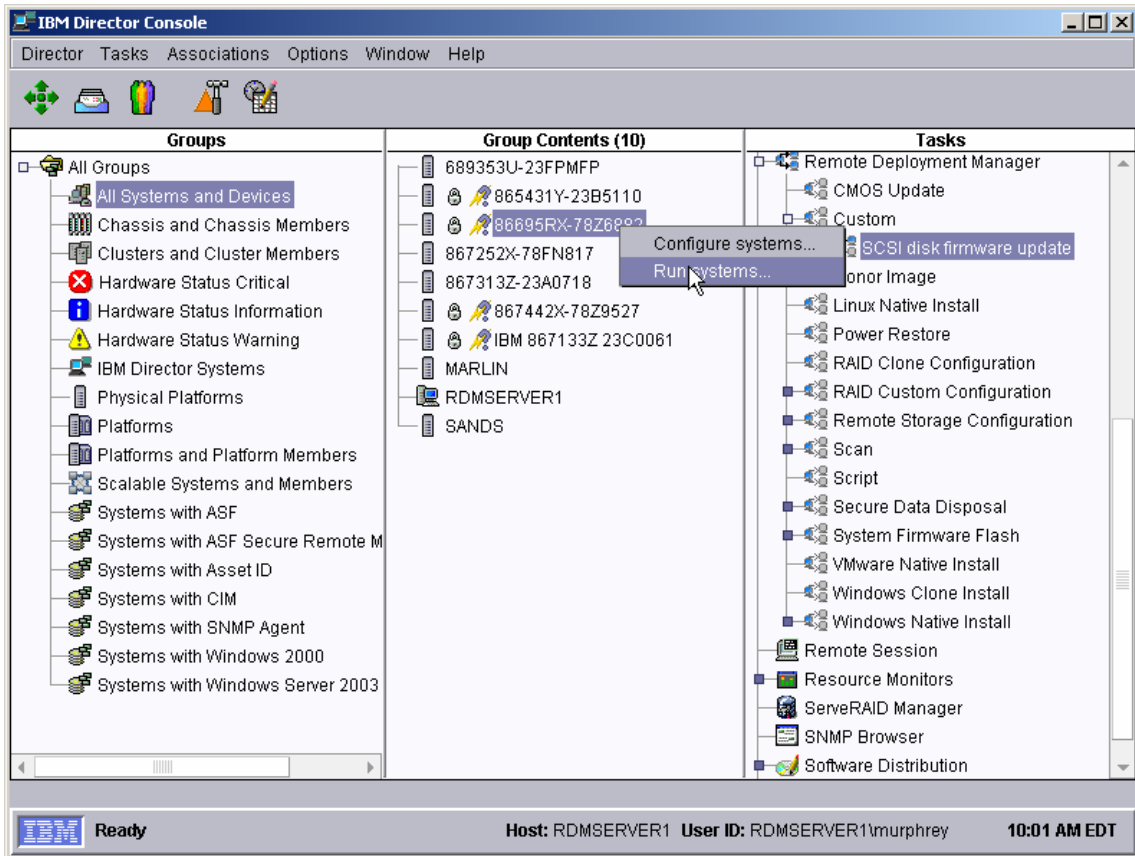 IBM Director Console
Director Tasks Associations Options Window Help
Groups
All Groups
All Systems and Devices
Chassis and Chassis Members
Clusters and Cluster Members
Hardware Status Critical
Hardware Status Information
Hardware Status Warning
IBM Director Systems
Physical Platforms
Platforms
Platforms and Platform Members
Scalable Systems and Members
Systems with ASF
Systems with ASF Secure Remote M
Systems with Asset ID
Systems with CIM
Systems with SNMP Agent
Systems with Windows 2000
Systems with Windows Server 2003
Group Contents (10)
689353U-23FPMFP
865431Y-23B5110
86695RX-78Z6882
867252X-78FN817
867313Z-23A0718
867442X-78Z9527
IBM 867133Z 23C0061
MARLIN
RDMSERVER1
SANDS
Configure systems...
Run systems...
Tasks
Remote Deployment Manager
CMOS Update
Custom
SCSI disk firmware update
onor Image
Linux Native Install
Power Restore
RAID Clone Configuration
RAID Custom Configuration
Remote Storage Configuration
Scan
Script
Secure Data Disposal
System Firmware Flash
VMware Native Install
Windows Clone Install
Windows Native Install
Remote Session
Resource Monitors
ServeRAID Manager
SNMP Browser
Software Distribution
IBM Ready Host: RDMSERVER1 User ID: RDMSERVER1\murphrey 10:01 AM EDT